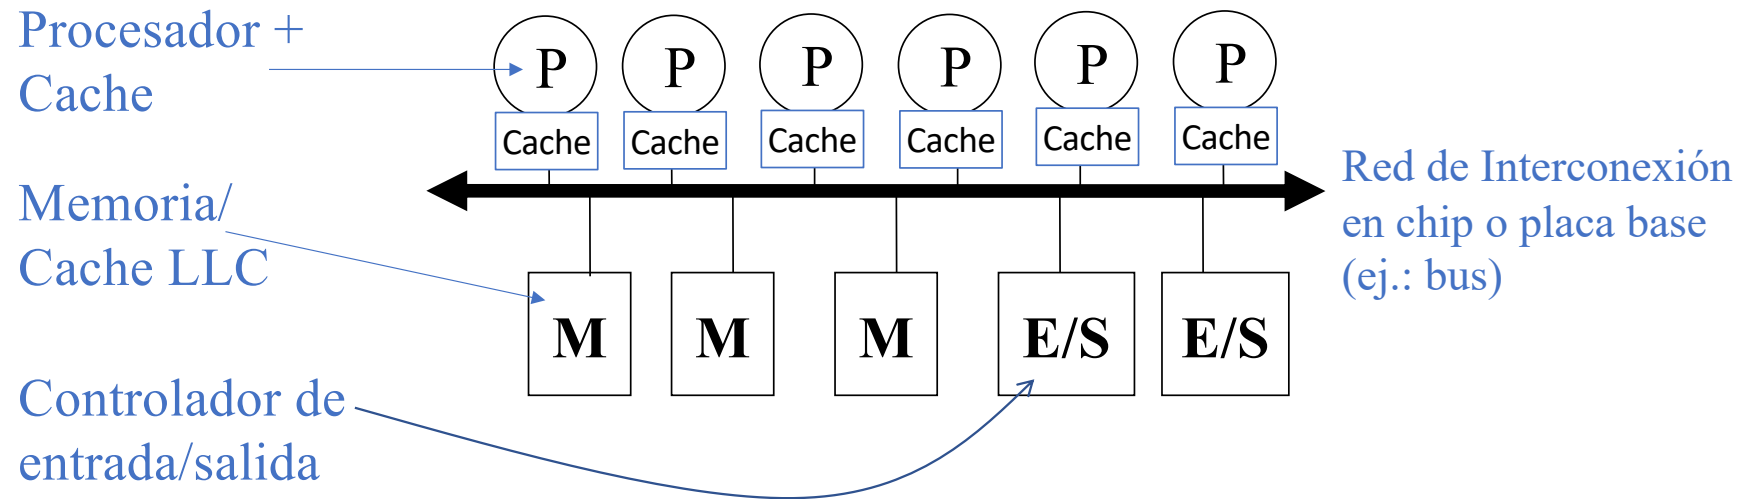 Procesador +
Cache
P P P P P P
Cache Cache Cache Cache Cache Cache
Red de Interconexión
en chip o placa base
(ej.: bus)
Memoria/
Cache LLC
M M M E/S E/S
Controlador de
entrada/salida